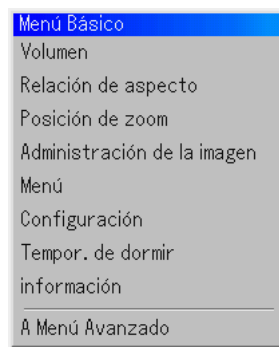 Menú Básico
Volumen
Relación de aspecto
Posición de zoom
Administración de la imagen
Menú
Configuración
Tempor. de dormir
información
A Menú Avanzado